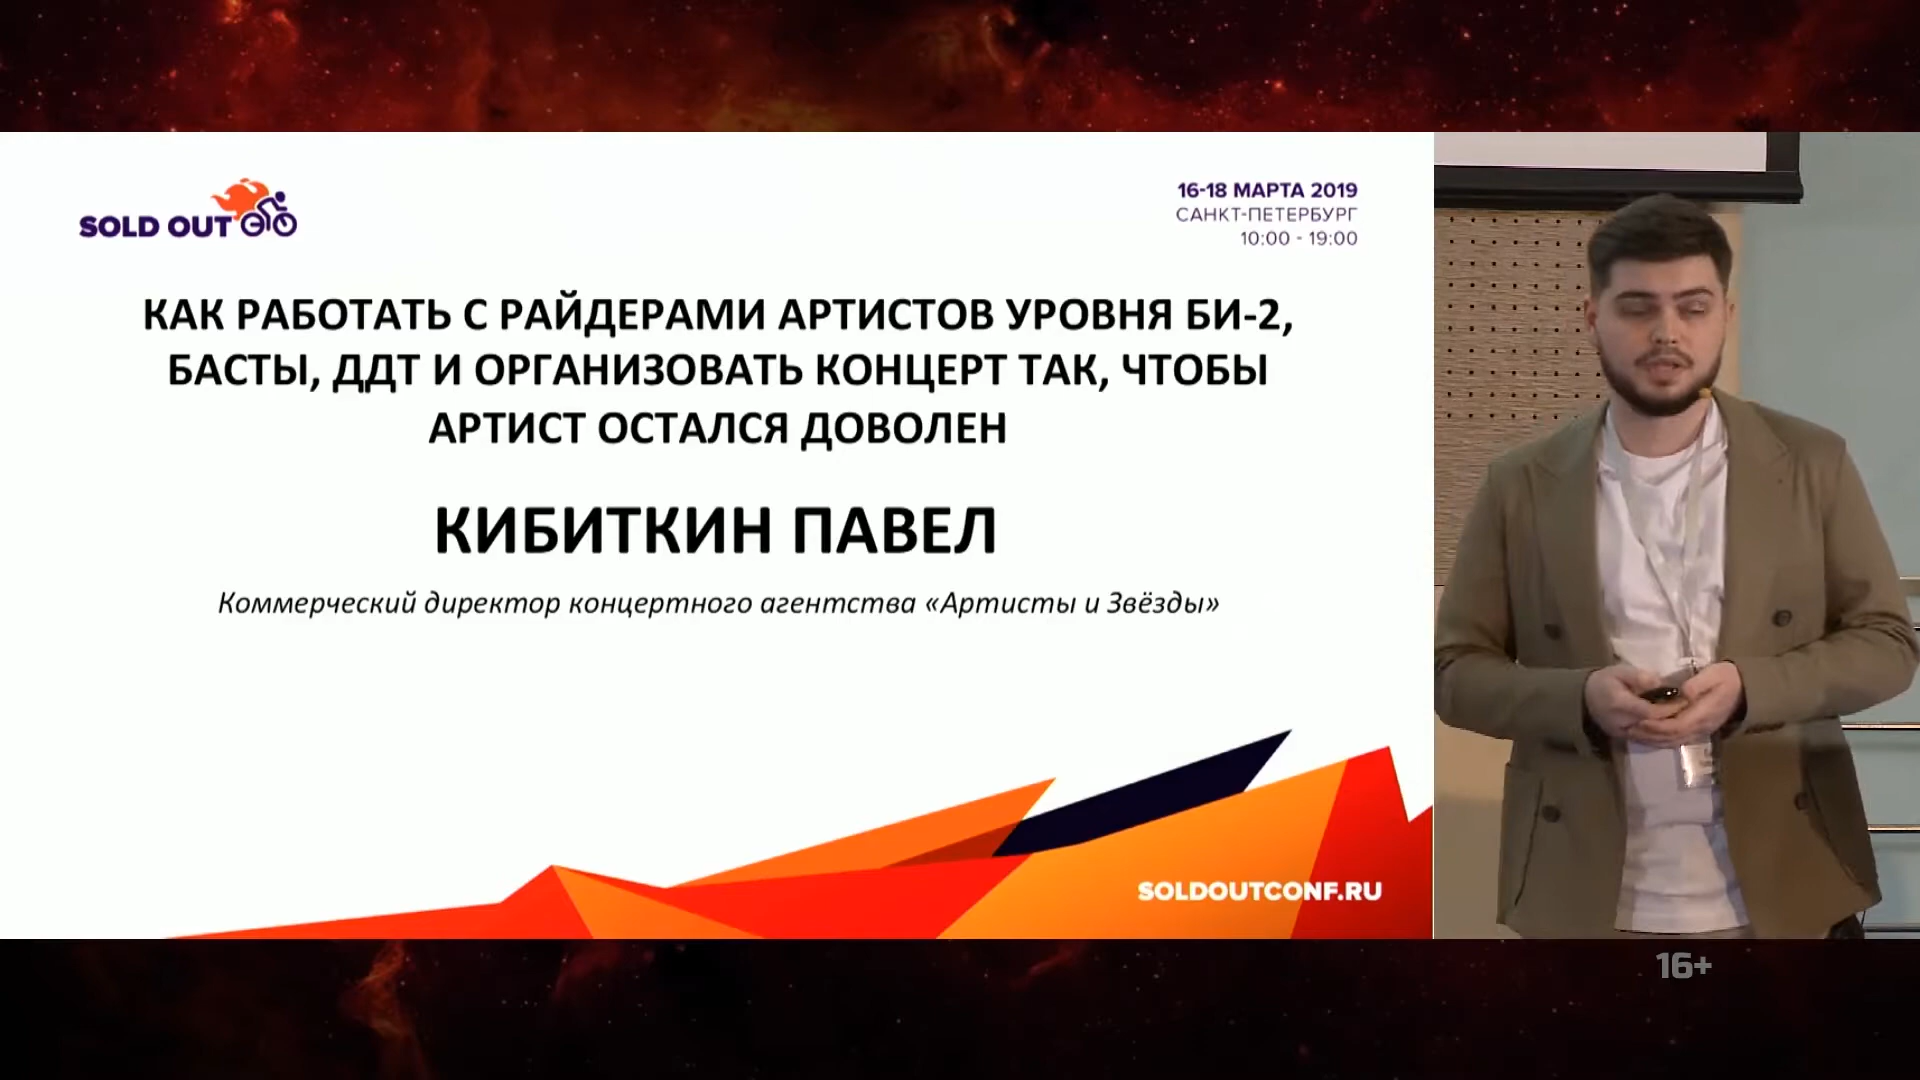 SOLD OUT
16-18 МАРТА 2019
САНКТ-ПЕТЕРБУРГ
10:00 - 19:00
КАК РАБОТАТЬ С РАЙДЕРАМИ АРТИСТОВ УРОВНЯ БИ-2,
БАСТЫ, ДДТ И ОРГАНИЗОВАТЬ КОНЦЕРТ ТАК, ЧТОБЫ
АРТИСТ ОСТАЛСЯ ДОВОЛЕН
КИБИТКИН ПАВЕЛ
Коммерческий директор концертного агентства «Артисты и Звёзды»
SOLDOUTCONF.RU
16+